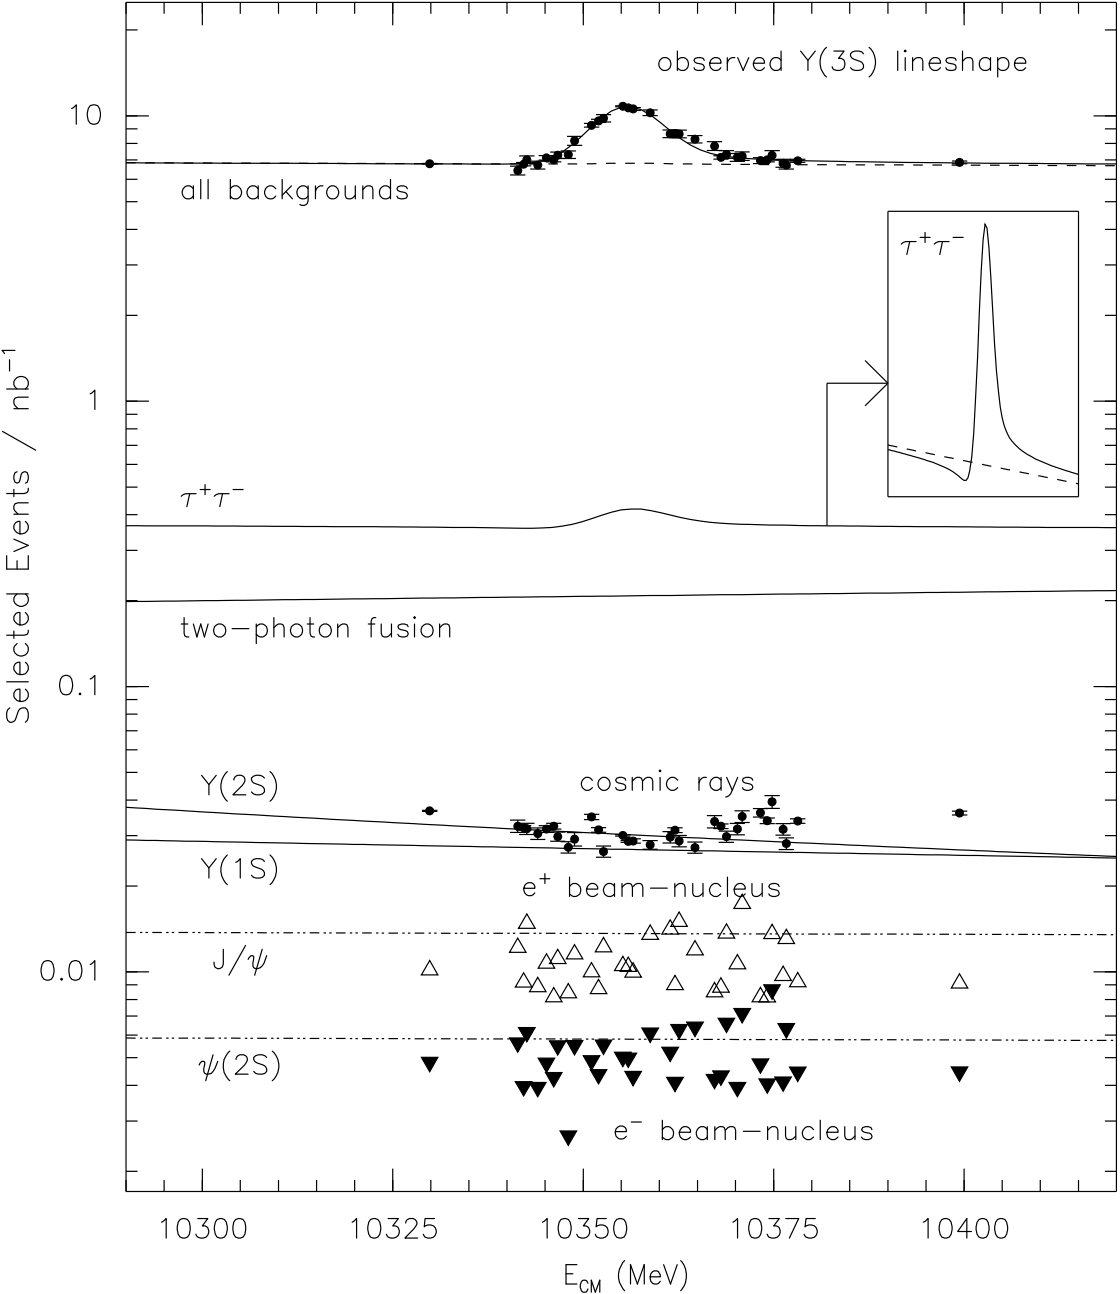 observed Υ(3S) lineshape
10
all backgrounds
τ⁺τ⁻
1
Selected Events / nb⁻¹
τ⁺τ⁻
two−photon fusion
0.1
Υ(2S)
cosmic rays
Υ(1S)
e⁺ beam−nucleus
J/ψ
0.01
ψ(2S)
e⁻ beam−nucleus
10300 10325 10350 10375 10400
E_CM (MeV)